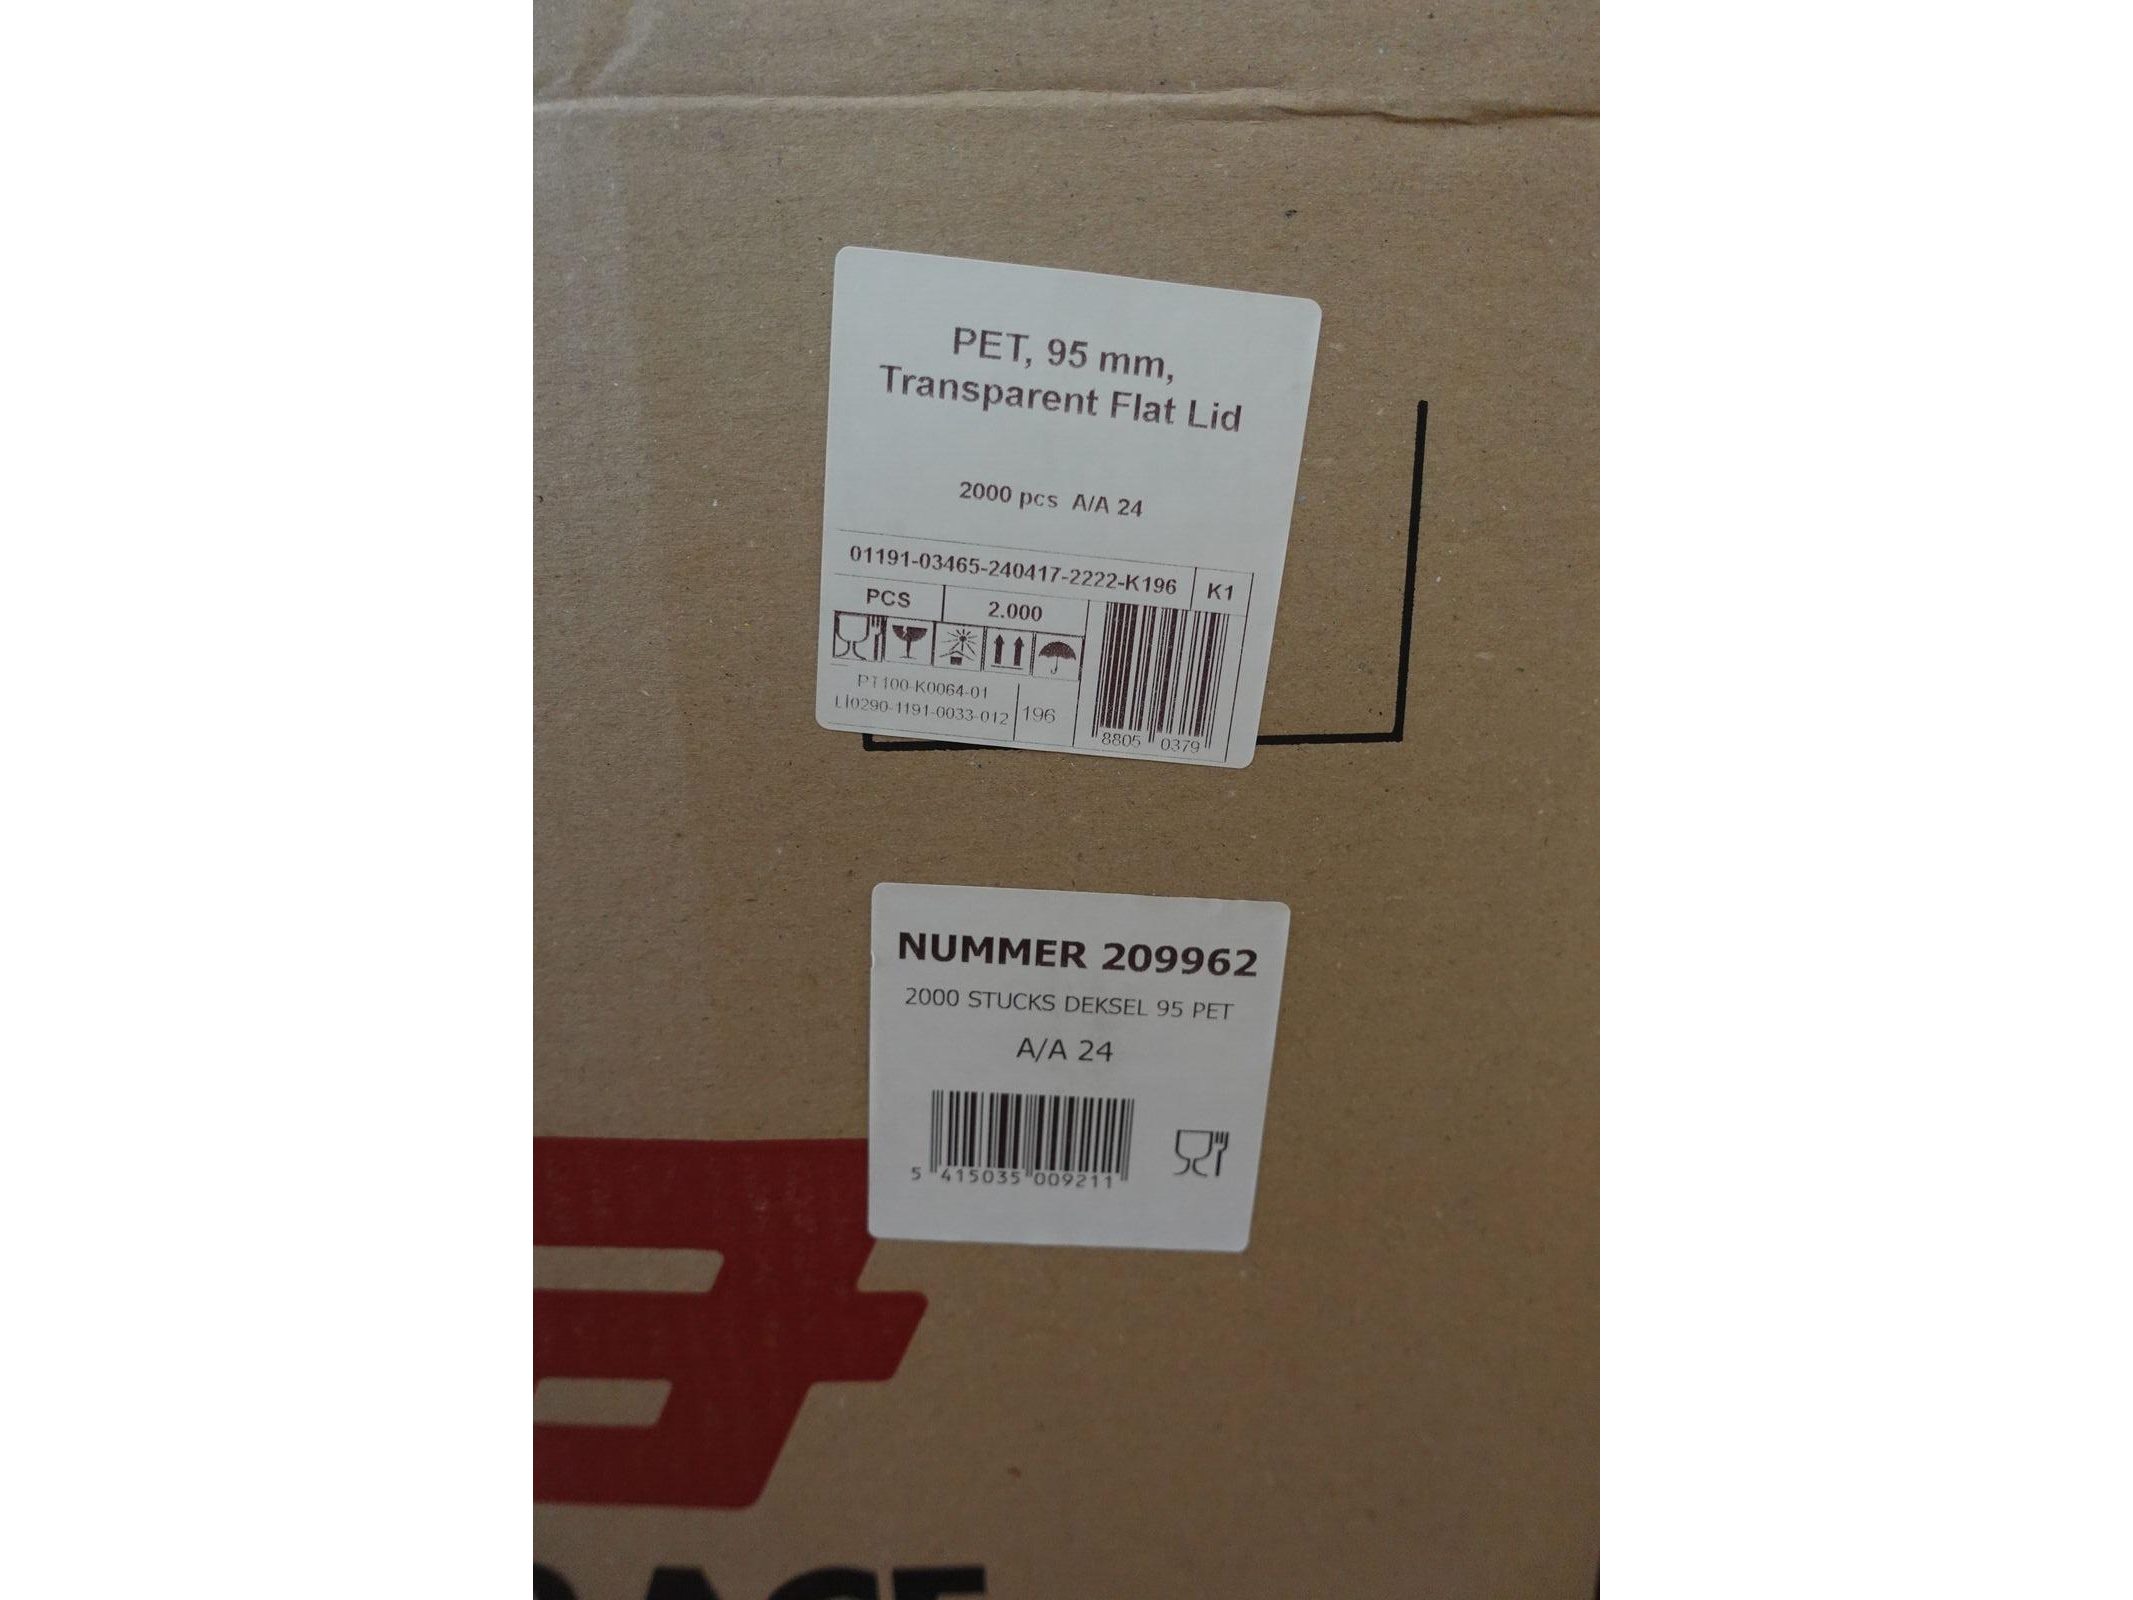 PET, 95 mm,
Transparent Flat Lid
2000 pcs A/A 24
01191-03465-240417-2222-K196 K1
PCS 2.000
PT100-K0064-01
Lİ0290-1191-0033-012 196
8805 0379
NUMMER 209962
2000 STUCKS DEKSEL 95 PET
A/A 24
5 415035 009211